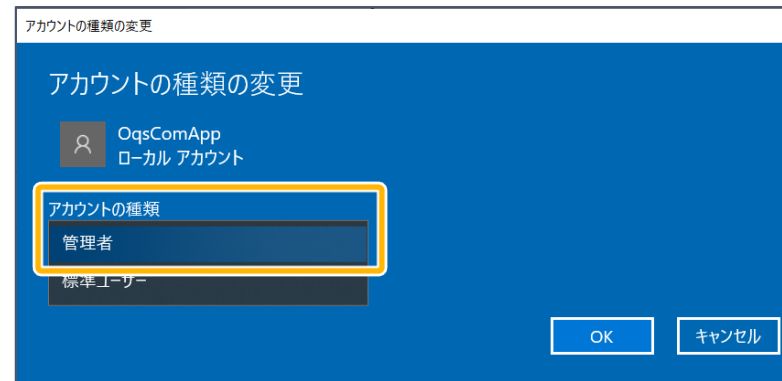 アカウントの種類の変更
アカウントの種類の変更
OqsComApp
ローカル アカウント
アカウントの種類
管理者
標準ユーザー
OK
キャンセル